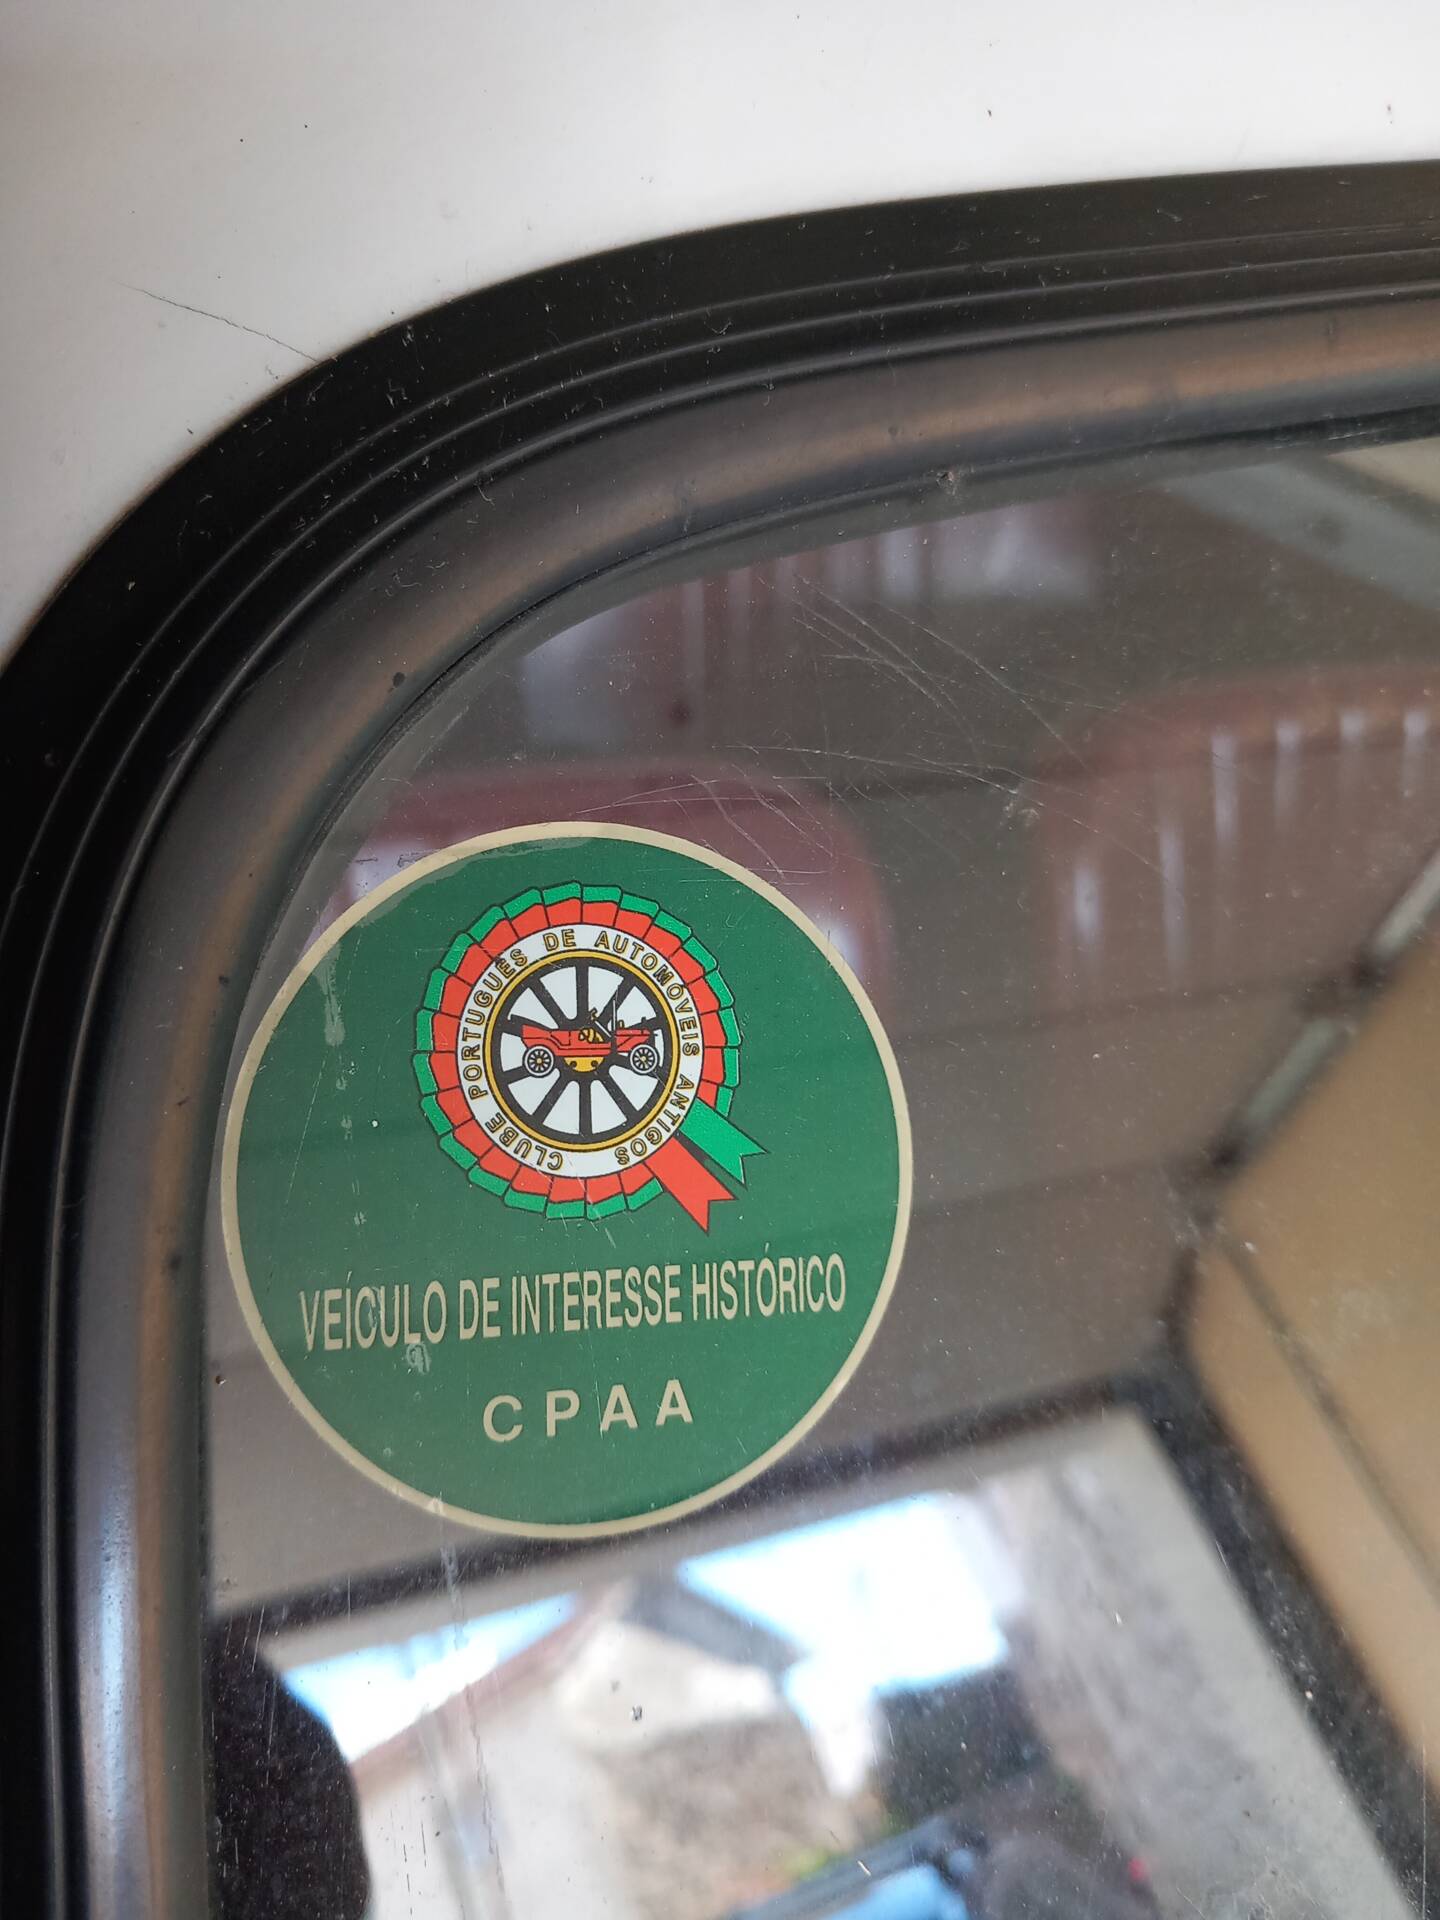 CLUBE PORTUGUÊS DE AUTOMÓVEIS ANTIGOS
VEÍCULO DE INTERESSE HISTÓRICO
CPAA